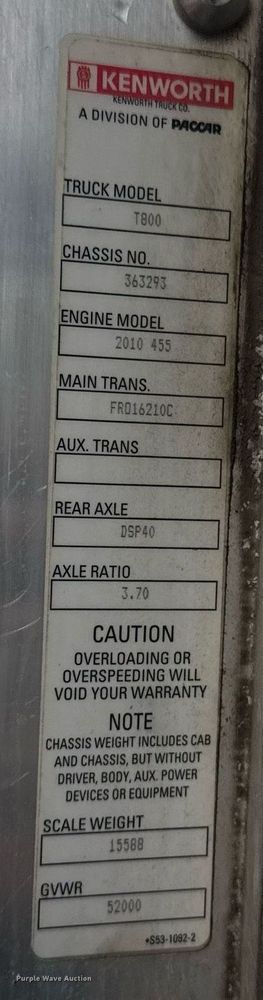 KENWORTH
KENWORTH TRUCK CO.
A DIVISION OF PACCAR
TRUCK MODEL
T800
CHASSIS NO.
363293
ENGINE MODEL
2010 455
MAIN TRANS.
FRO16210C
AUX. TRANS
REAR AXLE
DSP40
AXLE RATIO
3.70
CAUTION
OVERLOADING OR
OVERSPEEDING WILL
VOID YOUR WARRANTY
NOTE
CHASSIS WEIGHT INCLUDES CAB
AND CHASSIS, BUT WITHOUT
DRIVER, BODY, AUX. POWER
DEVICES OR EQUIPMENT
SCALE WEIGHT
15588
GVWR
52000
+S53-1092-2
Purple Wave Auction